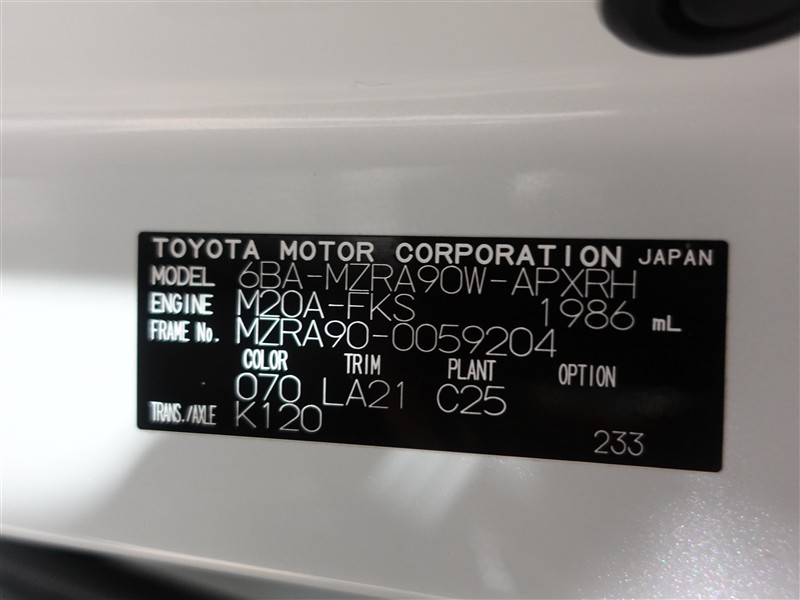 TOYOTA MOTOR CORPORATION JAPAN
MODEL 6BA-MZRA90W-APXRH
ENGINE M20A-FKS 1986 mL
FRAME No. MZRA90-0059204
COLOR TRIM PLANT OPTION
070 LA21 C25
TRANS./AXLE K120
233